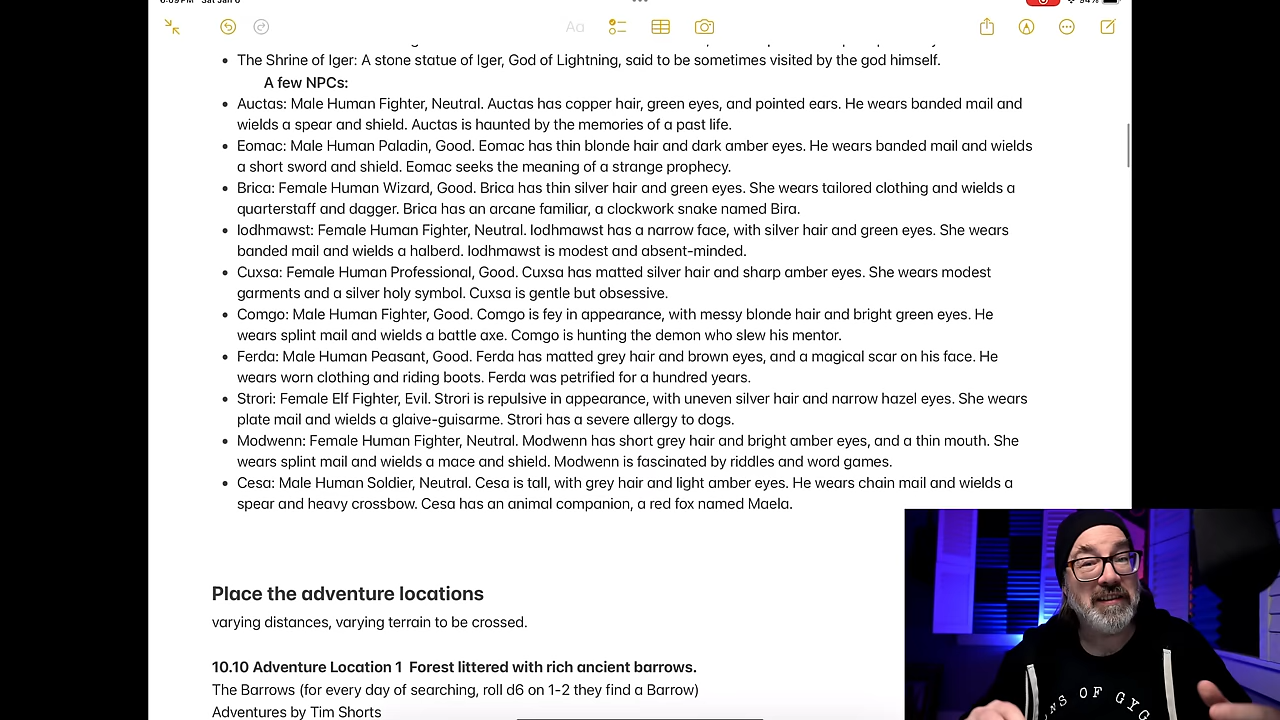 Sat Jan 6
94%
Aa
The Shrine of Iger: A stone statue of Iger, God of Lightning, said to be sometimes visited by the god himself.
A few NPCs:
Auctas: Male Human Fighter, Neutral. Auctas has copper hair, green eyes, and pointed ears. He wears banded mail and
wields a spear and shield. Auctas is haunted by the memories of a past life.
Eomac: Male Human Paladin, Good. Eomac has thin blonde hair and dark amber eyes. He wears banded mail and wields
a short sword and shield. Eomac seeks the meaning of a strange prophecy.
Brica: Female Human Wizard, Good. Brica has thin silver hair and green eyes. She wears tailored clothing and wields a
quarterstaff and dagger. Brica has an arcane familiar, a clockwork snake named Bira.
Iodhmawst: Female Human Fighter, Neutral. Iodhmawst has a narrow face, with silver hair and green eyes. She wears
banded mail and wields a halberd. Iodhmawst is modest and absent-minded.
Cuxsa: Female Human Professional, Good. Cuxsa has matted silver hair and sharp amber eyes. She wears modest
garments and a silver holy symbol. Cuxsa is gentle but obsessive.
Comgo: Male Human Fighter, Good. Comgo is fey in appearance, with messy blonde hair and bright green eyes. He
wears splint mail and wields a battle axe. Comgo is hunting the demon who slew his mentor.
Ferda: Male Human Peasant, Good. Ferda has matted grey hair and brown eyes, and a magical scar on his face. He
wears worn clothing and riding boots. Ferda was petrified for a hundred years.
Strori: Female Elf Fighter, Evil. Strori is repulsive in appearance, with uneven silver hair and narrow hazel eyes. She wears
plate mail and wields a glaive-guisarme. Strori has a severe allergy to dogs.
Modwenn: Female Human Fighter, Neutral. Modwenn has short grey hair and bright amber eyes, and a thin mouth. She
wears splint mail and wields a mace and shield. Modwenn is fascinated by riddles and word games.
Cesa: Male Human Soldier, Neutral. Cesa is tall, with grey hair and light amber eyes. He wears chain mail and wields a
spear and heavy crossbow. Cesa has an animal companion, a red fox named Maela.
Place the adventure locations
varying distances, varying terrain to be crossed.
10.10 Adventure Location 1 Forest littered with rich ancient barrows.
The Barrows (for every day of searching, roll d6 on 1-2 they find a Barrow)
Adventures by Tim Shorts
OF GYG